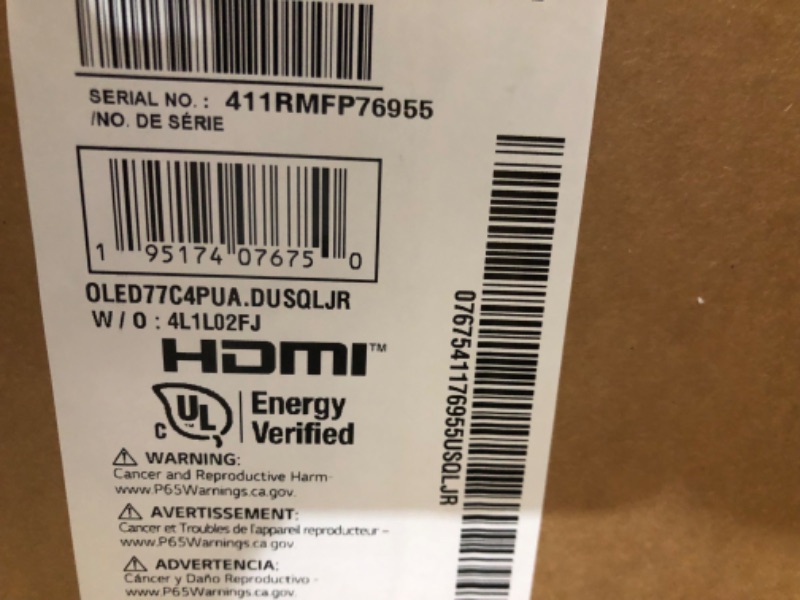 SERIAL NO. : 411RMFP76955
/NO. DE SÉRIE
1 95174 07675 0
OLED77C4PUA.DUSQLJR
W / O : 4L1L02FJ
HDMI™
C UL™ Energy
Verified
⚠ WARNING:
Cancer and Reproductive Harm-
www.P65Warnings.ca.gov.
⚠ AVERTISSEMENT:
Cancer et Troubles de l'appareil reproducteur –
www.P65Warnings.ca gov
⚠ ADVERTENCIA:
Cáncer y Daño Reproductivo -
www.P65Warnings.ca.gov.
0767541176955USQLJR